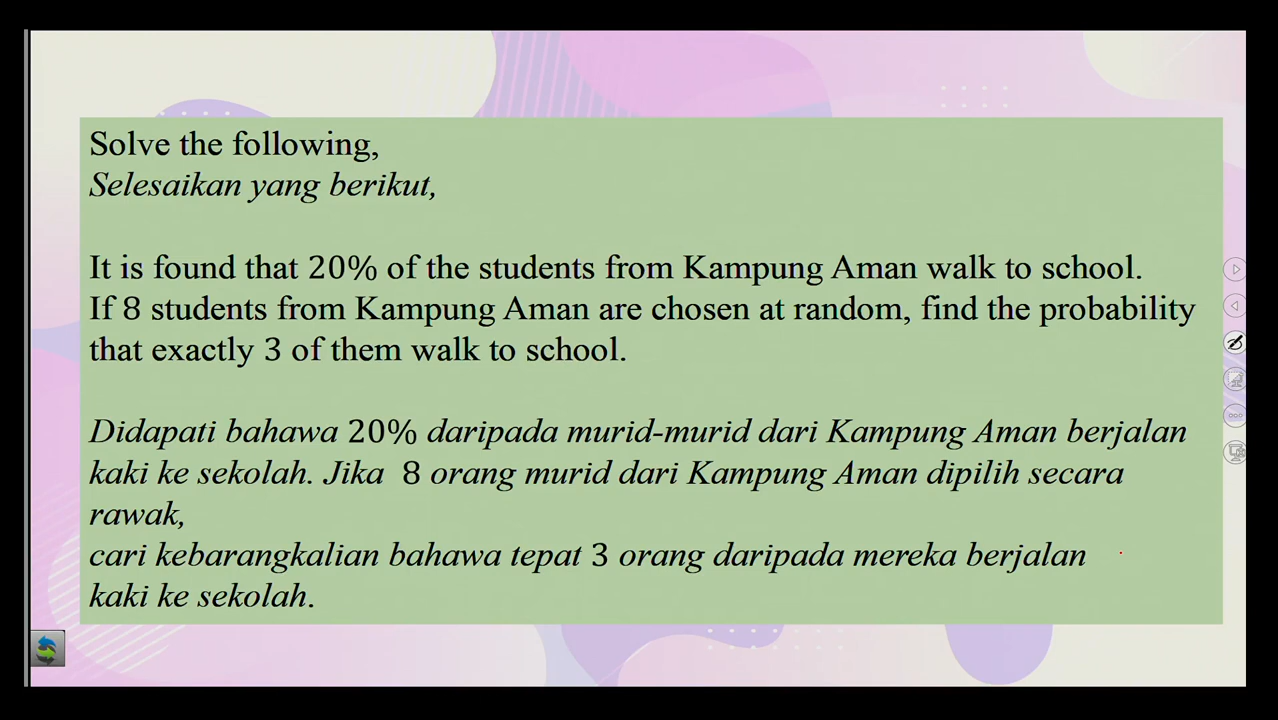 Solve the following,
Selesaikan yang berikut,
It is found that 20% of the students from Kampung Aman walk to school.
If 8 students from Kampung Aman are chosen at random, find the probability
that exactly 3 of them walk to school.
Didapati bahawa 20% daripada murid-murid dari Kampung Aman berjalan
kaki ke sekolah. Jika 8 orang murid dari Kampung Aman dipilih secara
rawak,
cari kebarangkalian bahawa tepat 3 orang daripada mereka berjalan
kaki ke sekolah.